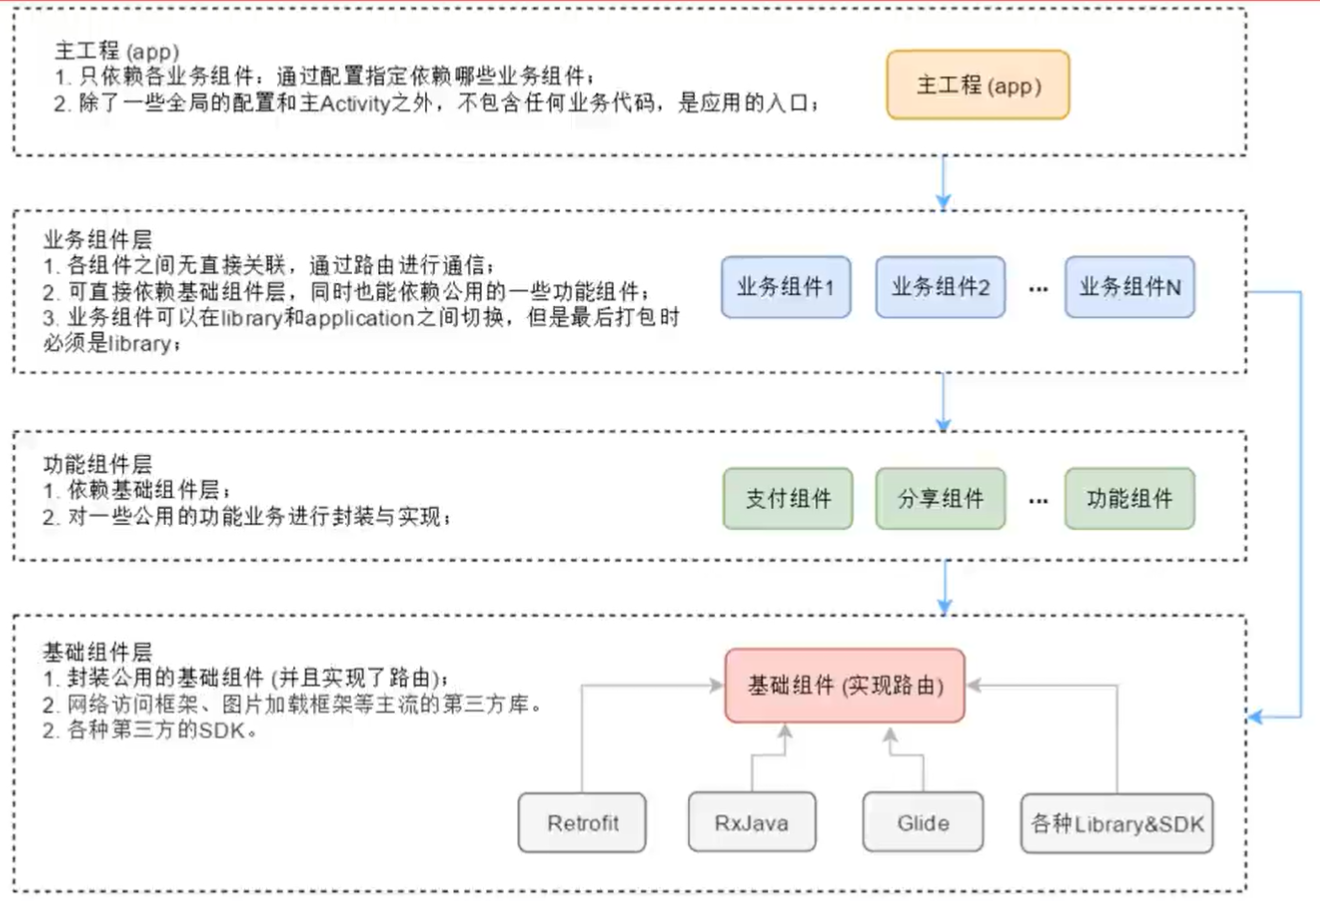 主工程 (app)
1. 只依赖各业务组件：通过配置指定依赖哪些业务组件；
2. 除了一些全局的配置和主Activity之外，不包含任何业务代码，是应用的入口；
主工程 (app)
业务组件层
1. 各组件之间无直接关联，通过路由进行通信；
2. 可直接依赖基础组件层，同时也能依赖公用的一些功能组件；
3. 业务组件可以在library和application之间切换，但是最后打包时
必须是library；
业务组件1
业务组件2
...
业务组件N
功能组件层
1. 依赖基础组件层；
2. 对一些公用的功能业务进行封装与实现；
支付组件
分享组件
...
功能组件
基础组件层
1. 封装公用的基础组件 (并且实现了路由)；
2. 网络访问框架、图片加载框架等主流的第三方库。
2. 各种第三方的SDK。
基础组件 (实现路由)
Retrofit
RxJava
Glide
各种Library&SDK